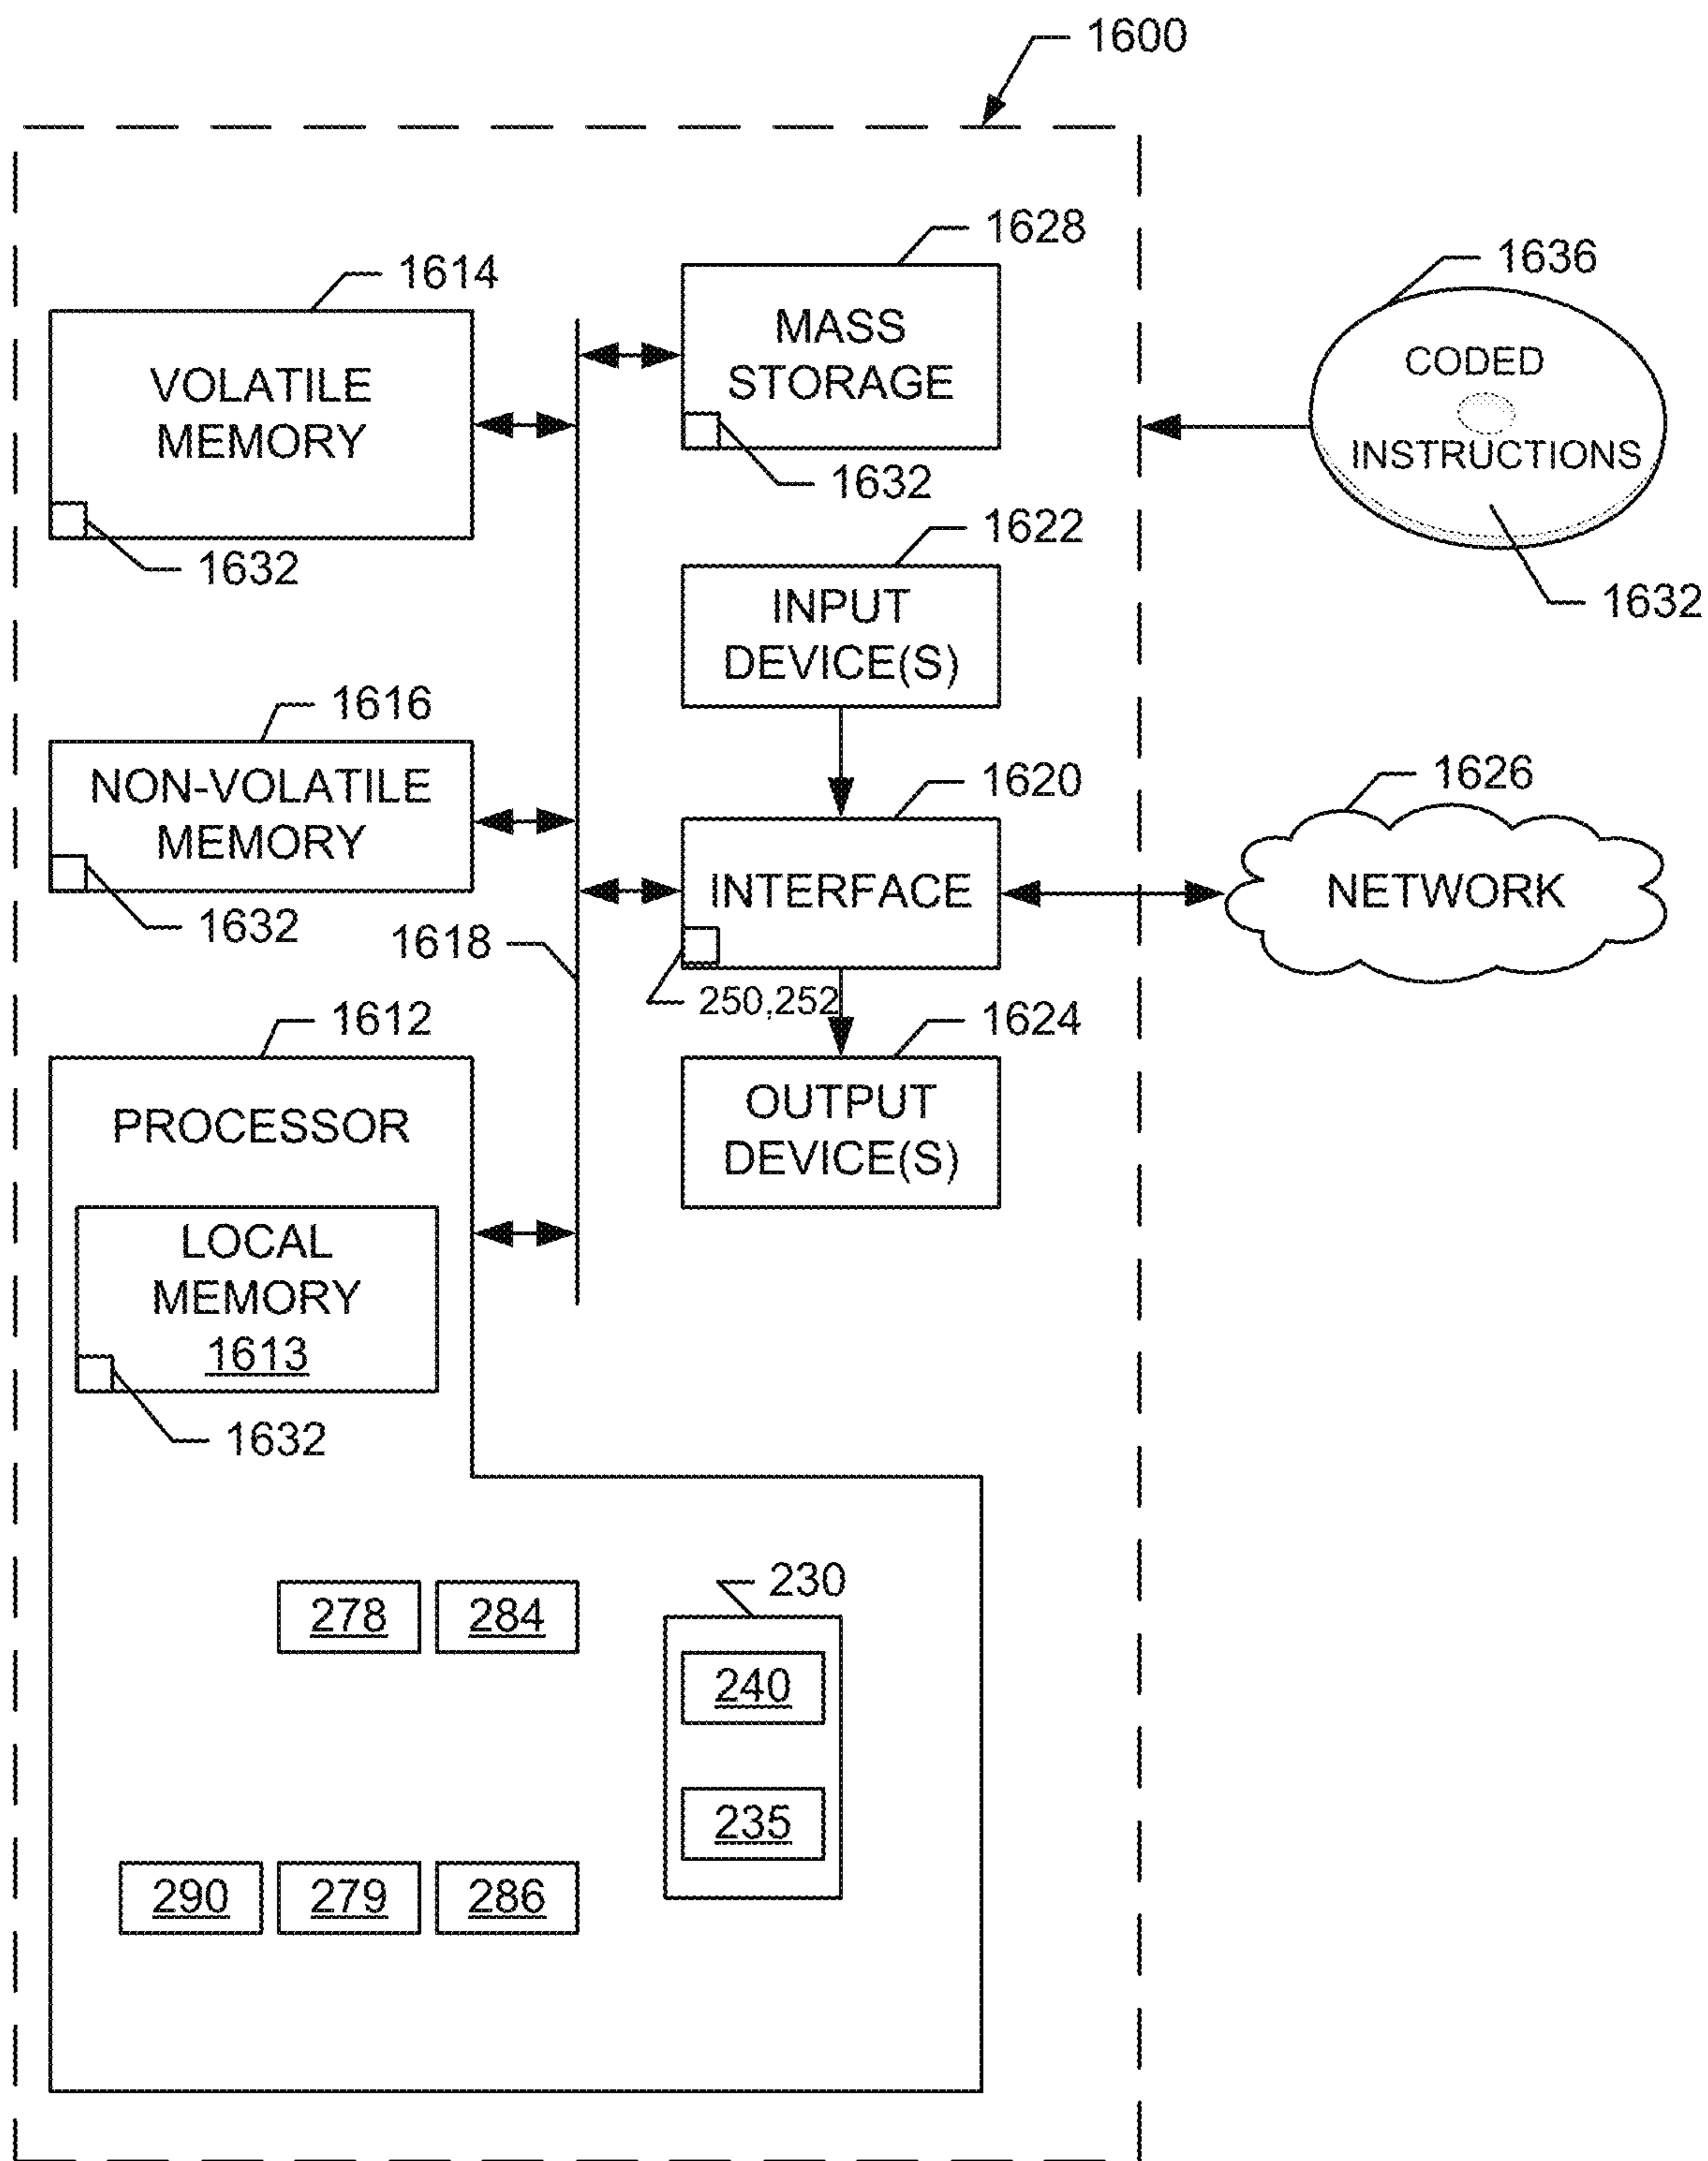 1600
1628
1614
1636
MASS
STORAGE
VOLATILE
MEMORY
CODED
INSTRUCTIONS
1632
1632
1622
1632
INPUT
DEVICE(S)
1616
1620
1626
NON-VOLATILE
MEMORY
INTERFACE
NETWORK
1632
1618
250,252
1612
1624
PROCESSOR
OUTPUT
DEVICE(S)
LOCAL
MEMORY
1613
1632
230
278
284
240
235
290
279
286